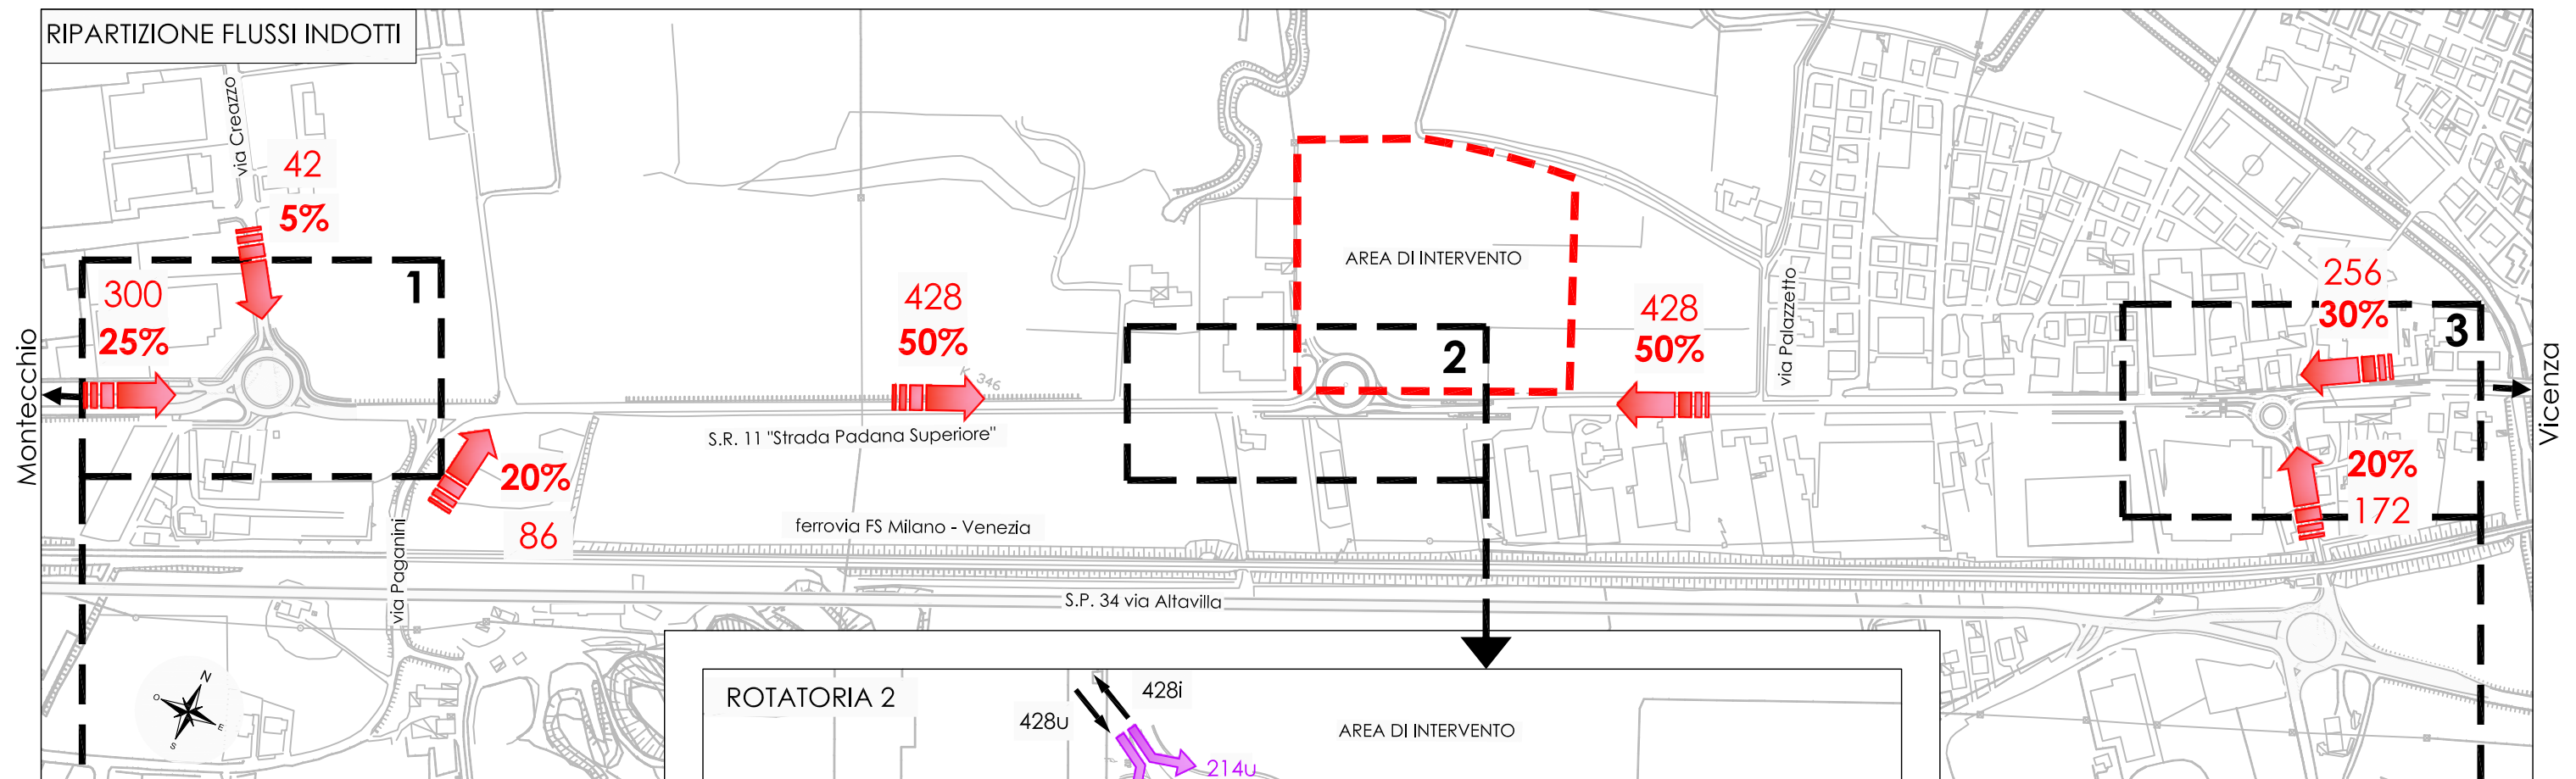 RIPARTIZIONE FLUSSI INDOTTI
via Creazzo
42
5%
300
25%
1
Montecchio
20%
86
via Paganini
428
50%
K 346
S.R. 11 "Strada Padana Superiore"
ferrovia FS Milano - Venezia
S.P. 34 via Altavilla
AREA DI INTERVENTO
2
428
50%
via Palazzetto
256
30%
3
20%
172
Vicenza
N
O
E
S
ROTATORIA 2
428i
428u
214u
AREA DI INTERVENTO